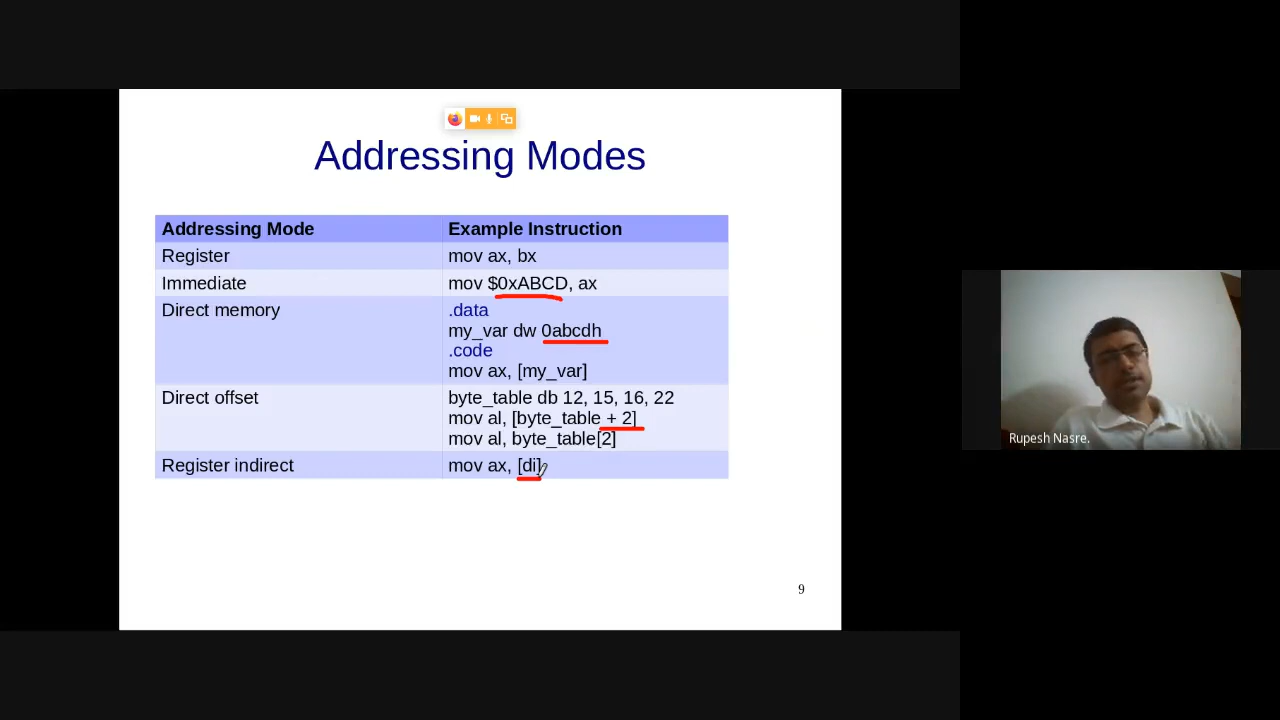 Addressing Modes
Addressing Mode Example Instruction
Register mov ax, bx
Immediate mov $0xABCD, ax
Direct memory .data
my_var dw 0abcdh
.code
mov ax, [my_var]
Direct offset byte_table db 12, 15, 16, 22
mov al, [byte_table + 2]
mov al, byte_table[2]
Register indirect mov ax, [di]
9
Rupesh Nasre.